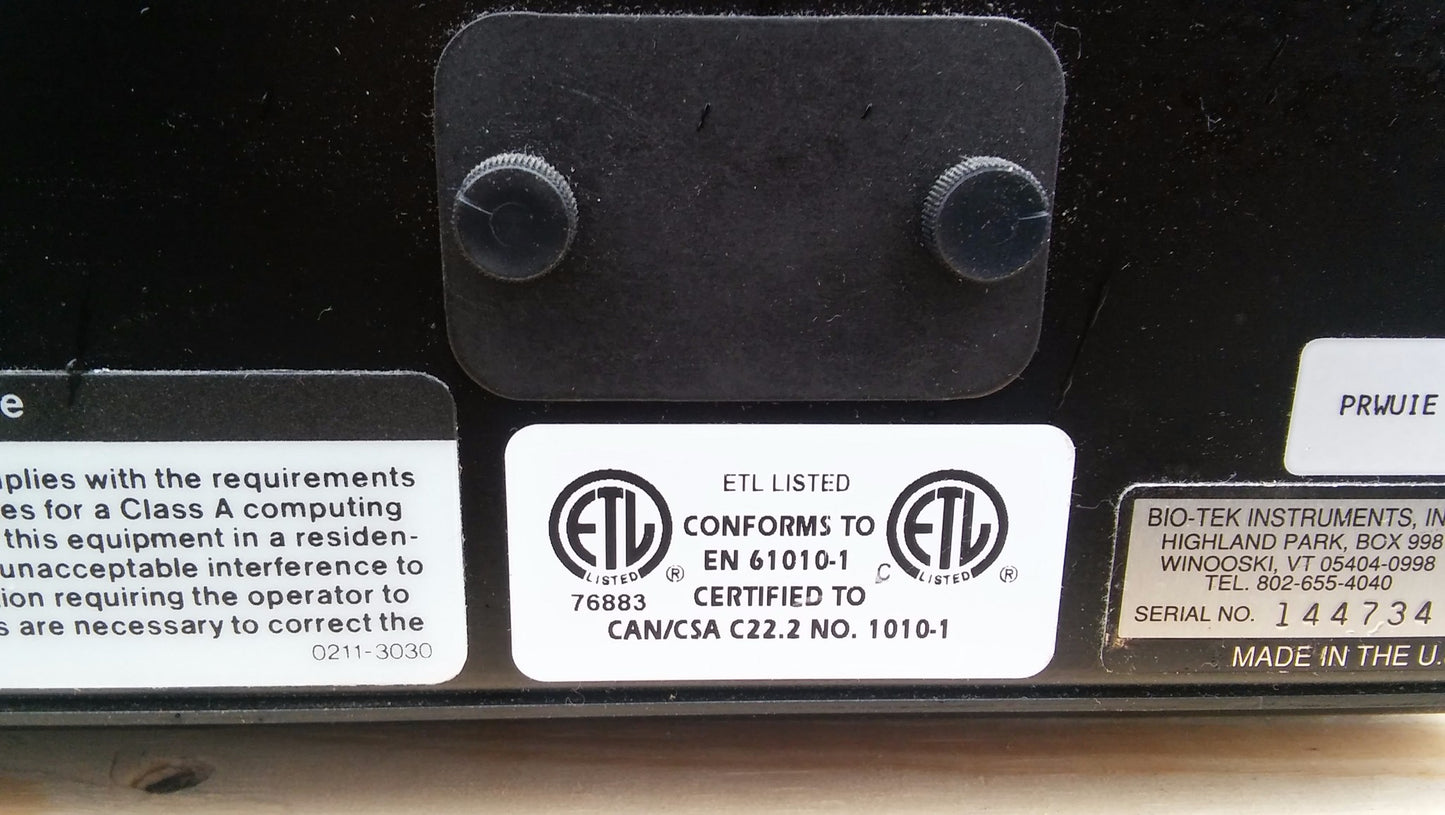 e
plies with the requirements
es for a Class A computing
this equipment in a residen-
unacceptable interference to
ion requiring the operator to
s are necessary to correct the
0211-3030
ETL LISTED
CONFORMS TO
EN 61010-1
CERTIFIED TO
CAN/CSA C22.2 NO. 1010-1
ETL
LISTED
®
76883
C
ETL
LISTED
®
PRWUIE
BIO-TEK INSTRUMENTS, IN
HIGHLAND PARK, BOX 998
WINOOSKI, VT 05404-0998
TEL. 802-655-4040
SERIAL NO. 144734
MADE IN THE U.